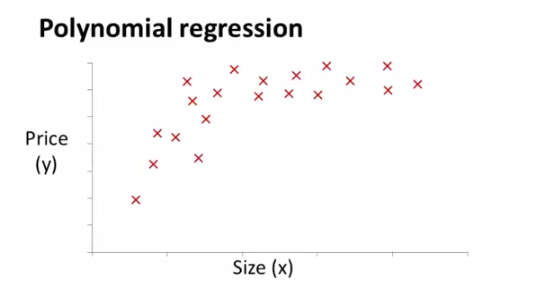 Polynomial regression
Price
(y)
Size (x)